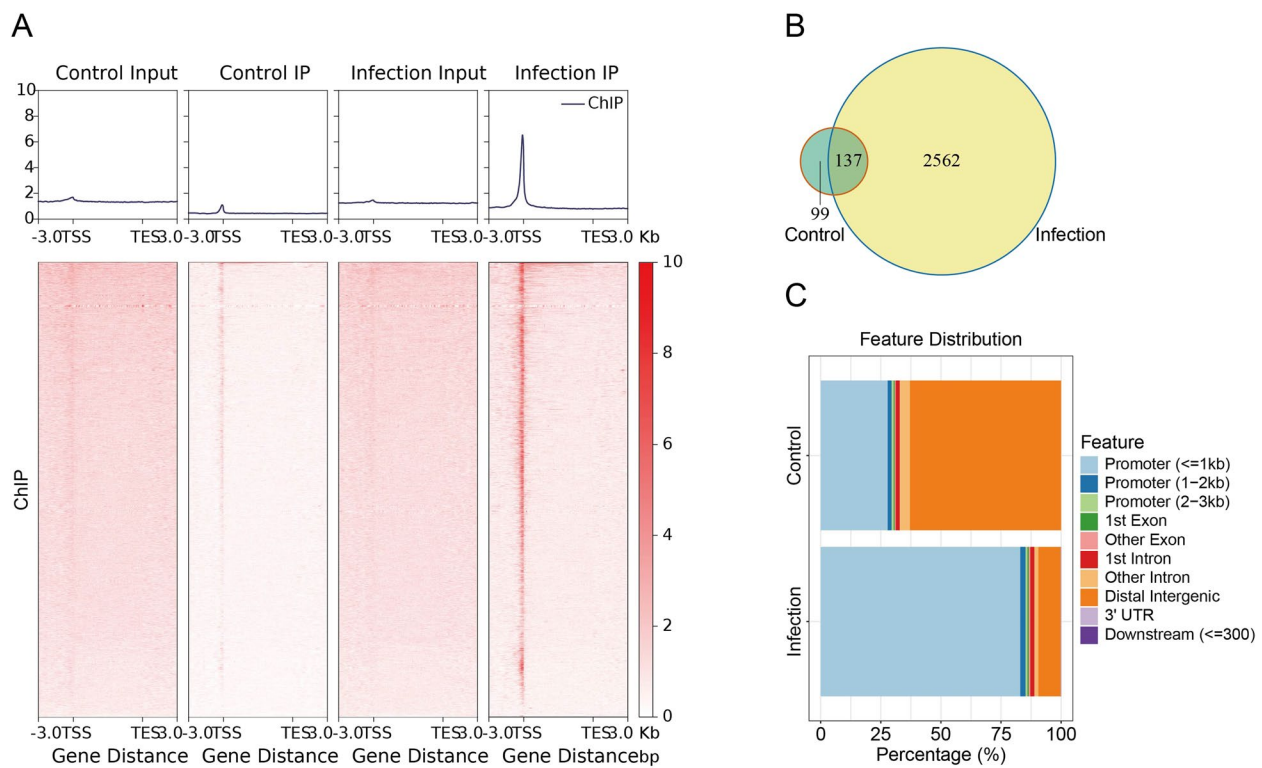 A
Control Input
Control IP
Infection Input
Infection IP
10
8
6
4
2
0
ChIP
-3.0TSS
TES3.0-3.0TSS
TES3.0-3.0TSS
TES3.0-3.0TSS
TES3.0 Kb
ChIP
10
8
6
4
2
0
-3.0TSS
TES3.0-3.0TSS
TES3.0-3.0TSS
TES3.0-3.0TSS
TES3.0 Kb
Gene Distance
Gene Distance
Gene Distance
Gene Distancebp
B
137
2562
99
Control
Infection
C
Feature Distribution
Control
Infection
0
25
50
75
100
Percentage (%)
Feature
Promoter (<=1kb)
Promoter (1-2kb)
Promoter (2-3kb)
1st Exon
Other Exon
1st Intron
Other Intron
Distal Intergenic
3' UTR
Downstream (<=300)